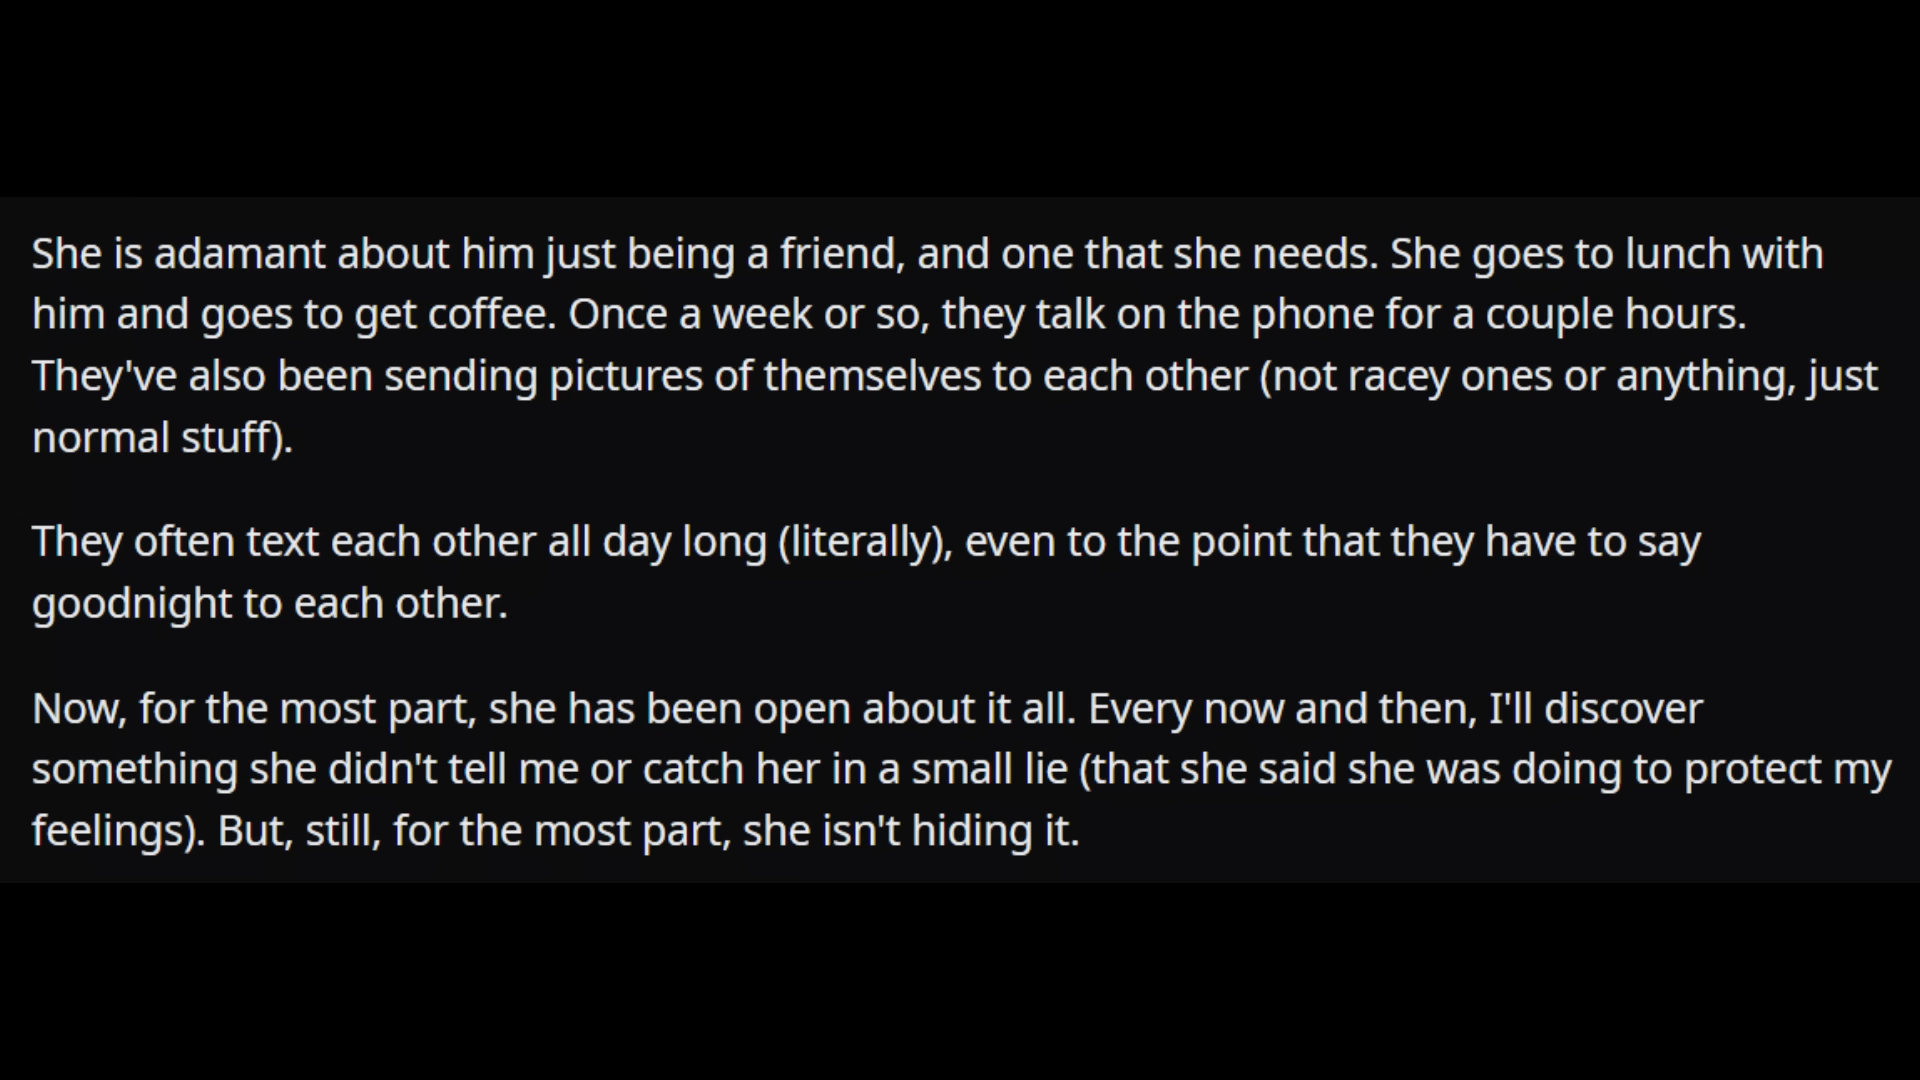 She is adamant about him just being a friend, and one that she needs. She goes to lunch with
him and goes to get coffee. Once a week or so, they talk on the phone for a couple hours.
They've also been sending pictures of themselves to each other (not racey ones or anything, just
normal stuff).
They often text each other all day long (literally), even to the point that they have to say
goodnight to each other.
Now, for the most part, she has been open about it all. Every now and then, I'll discover
something she didn't tell me or catch her in a small lie (that she said she was doing to protect my
feelings). But, still, for the most part, she isn't hiding it.